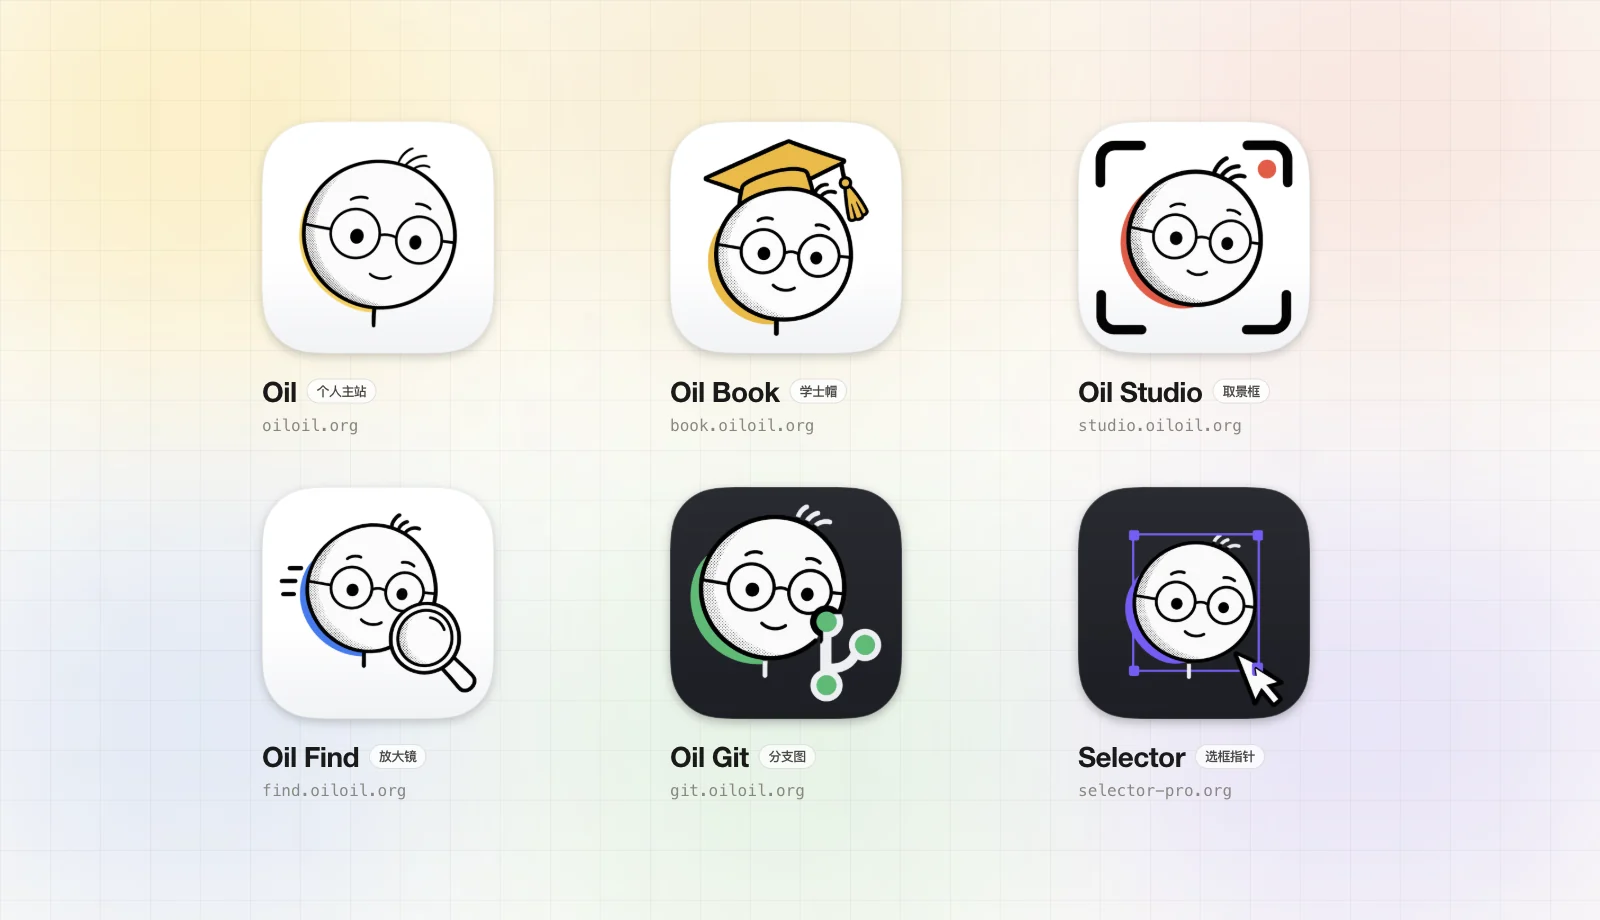 Oil 个人主站
oiloil.org
Oil Book 学士帽
book.oiloil.org
Oil Studio 取景框
studio.oiloil.org
Oil Find 放大镜
find.oiloil.org
Oil Git 分支图
git.oiloil.org
Selector 选框指针
selector-pro.org